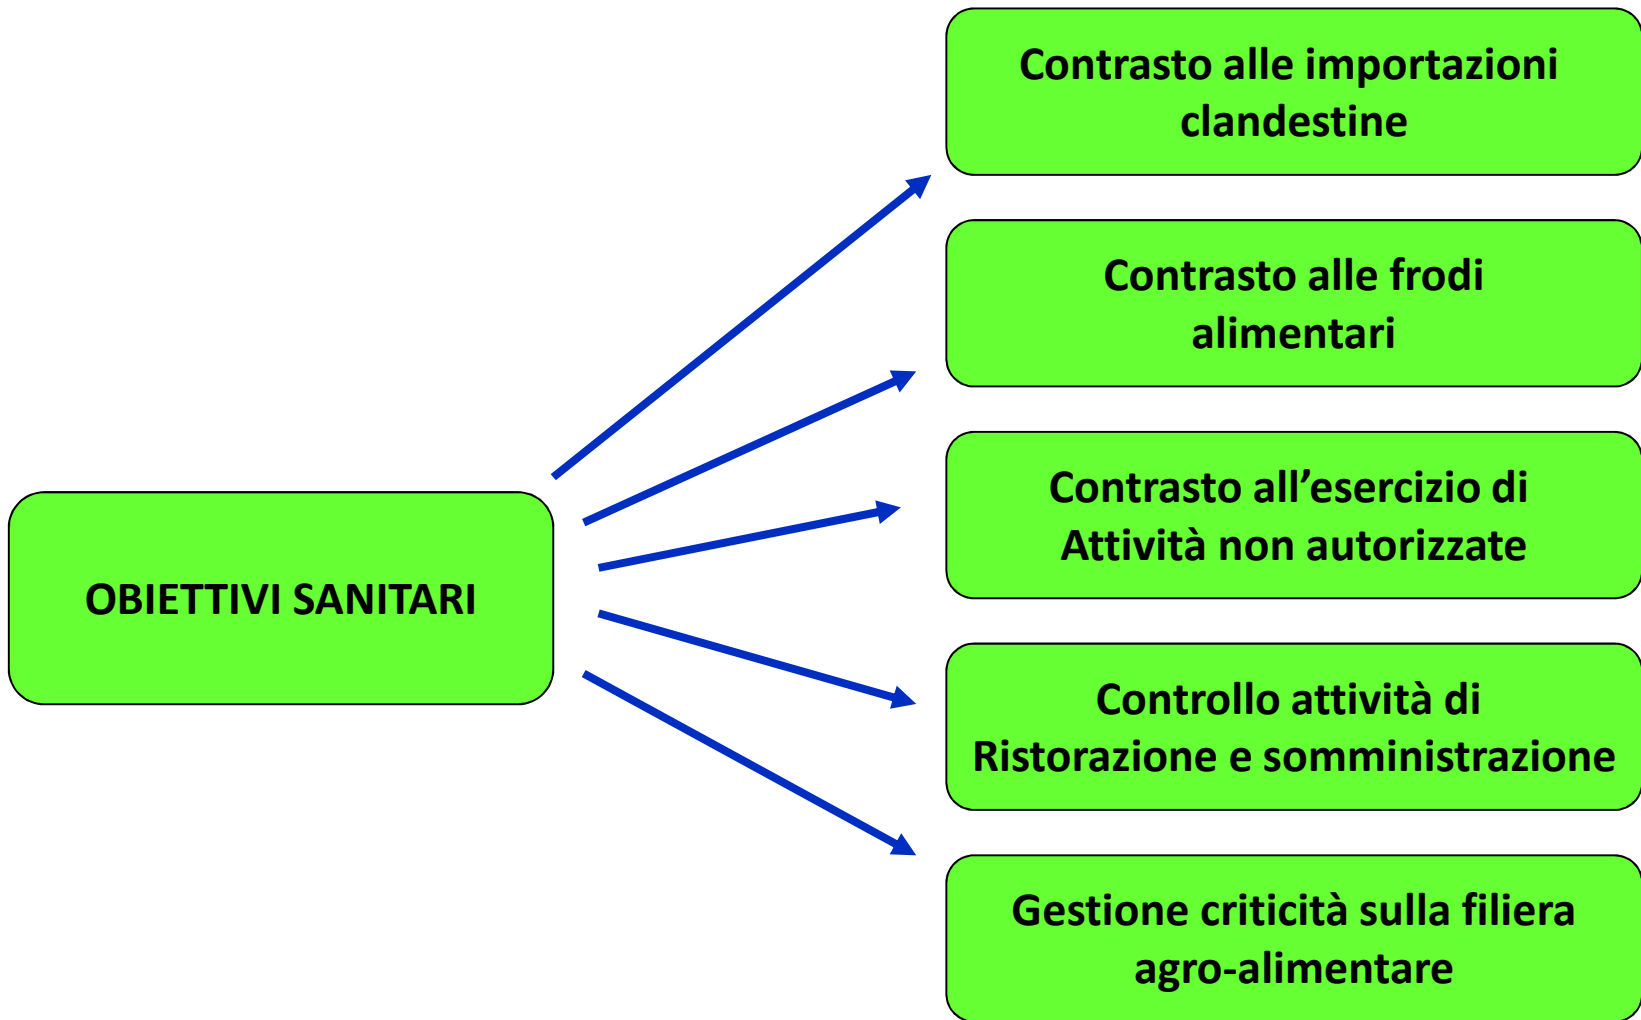 OBIETTIVI SANITARI
Contrasto alle importazioni
clandestine
Contrasto alle frodi
alimentari
Contrasto all’esercizio di
Attività non autorizzate
Controllo attività di
Ristorazione e somministrazione
Gestione criticità sulla filiera
agro-alimentare